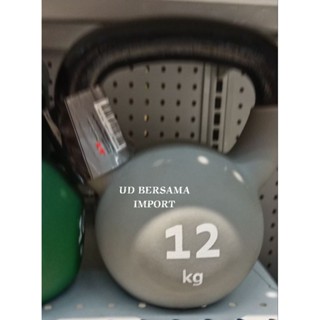 UD BERSAMA
IMPORT
12
kg